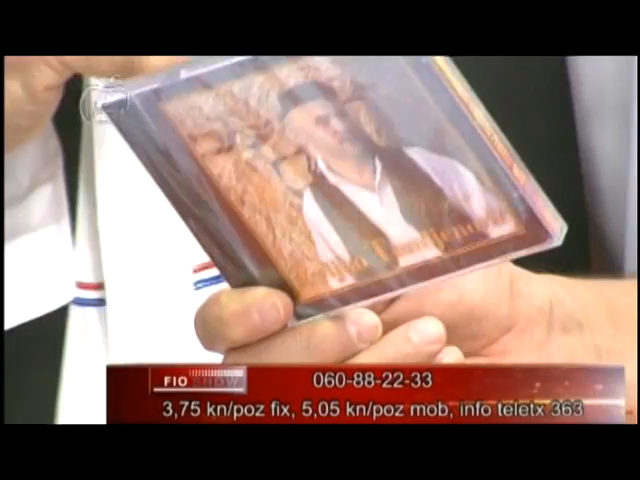 FIO SHOW
060-88-22-33
3,75 kn/poz fix, 5,05 kn/poz mob, info teletx 363